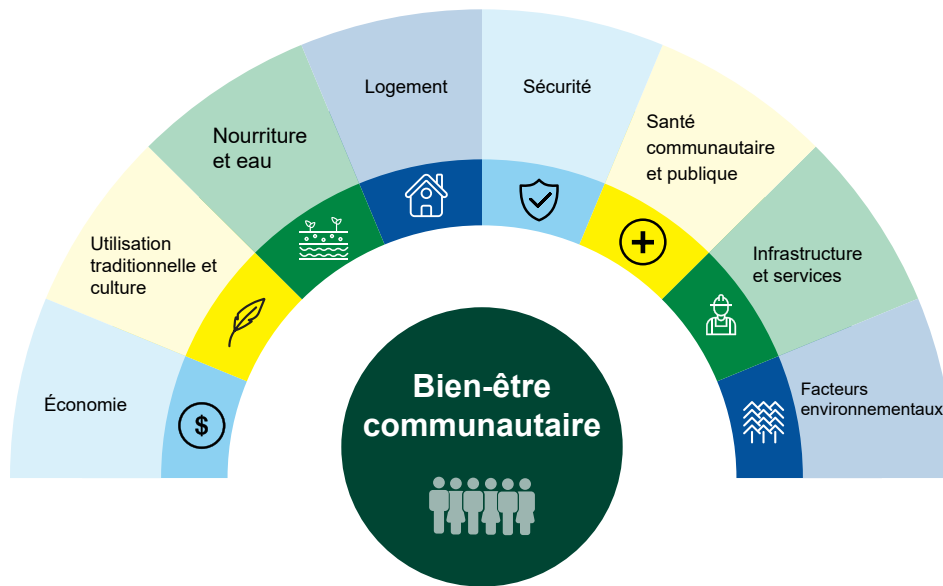 Économie
Utilisation
traditionnelle et
culture
Nourriture
et eau
Logement
Sécurité
Santé
communautaire
et publique
Infrastructure
et services
Facteurs
environnementaux
$
Bien-être
communautaire